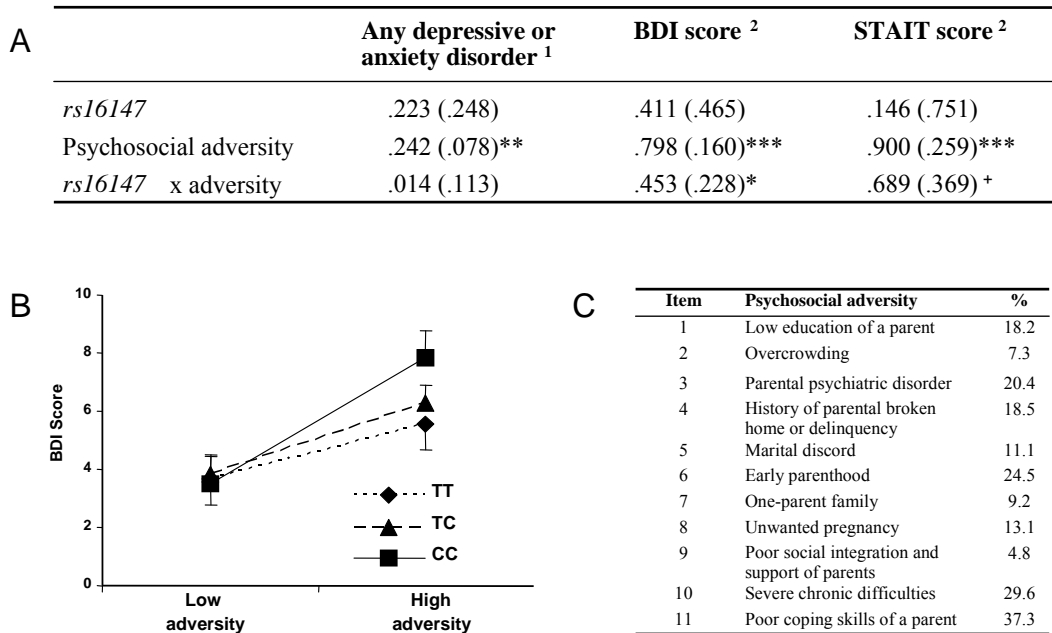 A
Any depressive or anxiety disorder 1
BDI score 2
STAIT score 2
rs16147 .223 (.248) .411 (.465) .146 (.751)
Psychosocial adversity .242 (.078)** .798 (.160)*** .900 (.259)***
rs16147 x adversity .014 (.113) .453 (.228)* .689 (.369) +
B
BDI Score
10
8
6
4
2
0
TT
TC
CC
Low adversity
High adversity
C
Item Psychosocial adversity %
1 Low education of a parent 18.2
2 Overcrowding 7.3
3 Parental psychiatric disorder 20.4
4 History of parental broken 18.5
home or delinquency
5 Marital discord 11.1
6 Early parenthood 24.5
7 One-parent family 9.2
8 Unwanted pregnancy 13.1
9 Poor social integration and 4.8
support of parents
10 Severe chronic difficulties 29.6
11 Poor coping skills of a parent 37.3